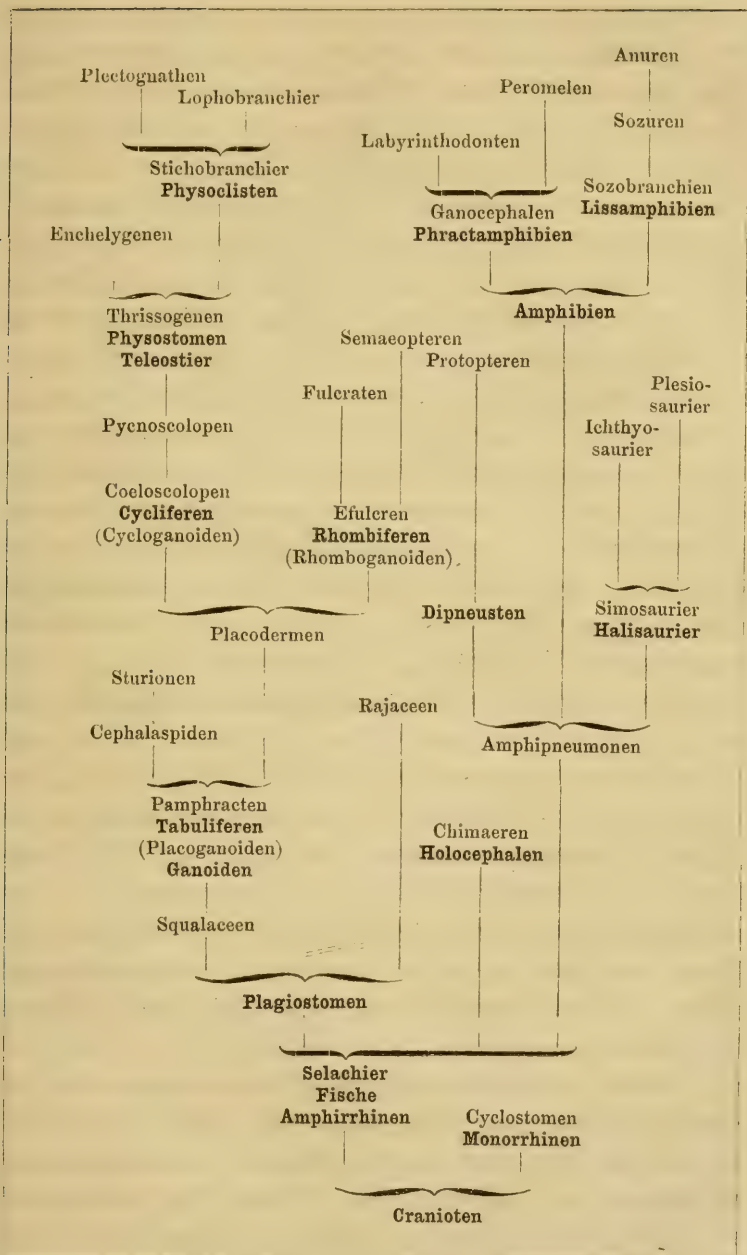 Anuren
Plectognathen
Lophobranchier
Peromelen
Sozuren
Labyrinthodonten
Stichobranchier
Physoclisten
Sozobranchien
Lissamphibien
Ganocephalen
Phractamphibien
Enchelygenen
Thrissogenen
Physostomen
Teleostier
Amphibien
Semaeopteren
Protopteren
Fulcraten
Plesio-
saurier
Ichthyo-
saurier
Pycnoscolopen
Coeloscolopen
Cycliferen
(Cycloganoiden)
Efulcren
Rhombiferen
(Rhomboganoiden)
Dipneusten
Simosaurier
Halisaurier
Placodermen
Sturionen
Rajaceen
Cephalaspiden
Amphipneumonen
Pamphracten
Tabuliferen
(Placoganoiden)
Ganoiden
Chimaeren
Holocephalen
Squalaceen
Plagiostomen
Selachier
Fische
Amphirrhinen
Cyclostomen
Monorrhinen
Cranioten